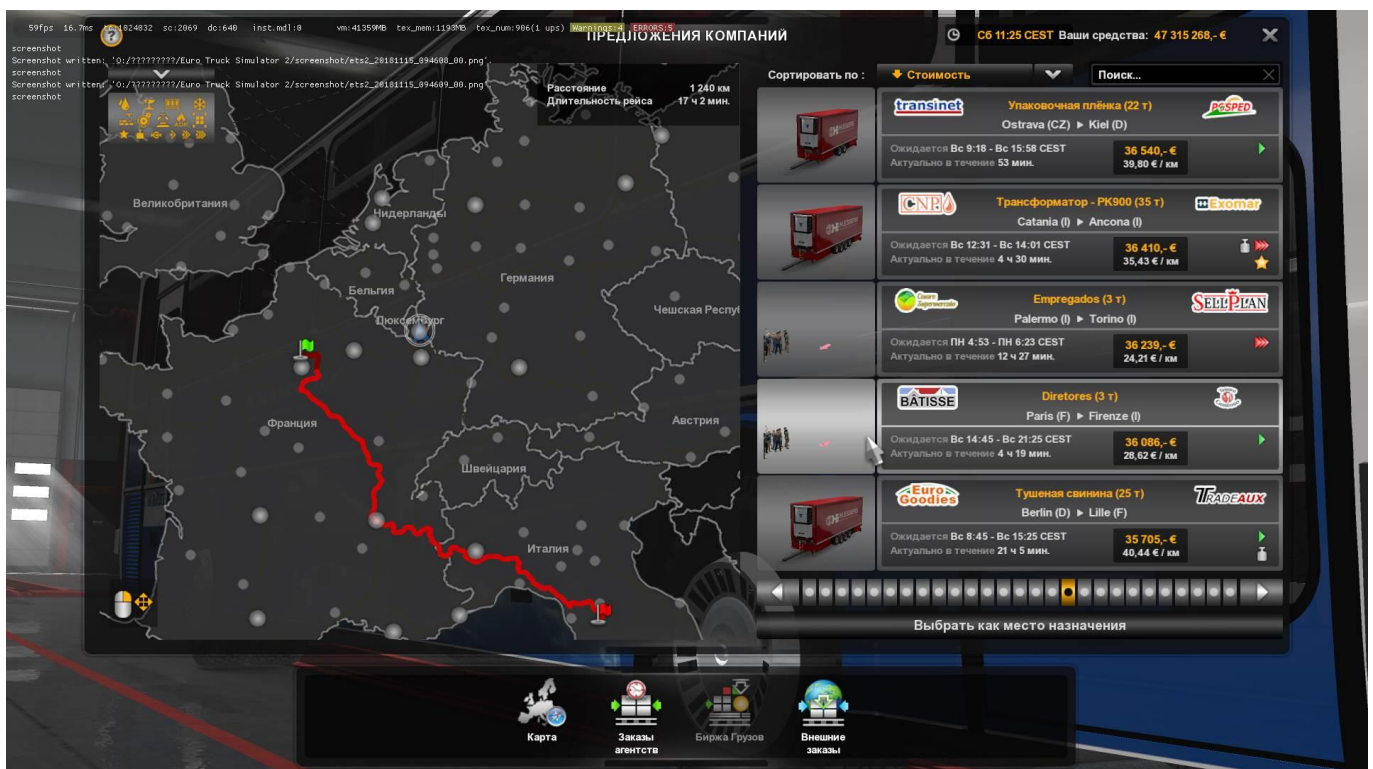 59fps 16.7ms sc:2069 dc:640 inst.mdl:0 vm:41359MB tex_mem:1193MB tex_num:906(1 ups) Warnings:4 ERRORS:5
screenshot
screenshot
screenshot
ПРЕДЛОЖЕНИЯ КОМПАНИЙ
Сб 11:25 CEST Ваши средства: 47 315 268,- €
Расстояние 1 240 км
Длительность рейса 17 ч 2 мин.
Сортировать по : Стоимость Поиск...
Великобритания
Нидерланды
Германия
Бельгия
Люксембург
Чешская Респу
Франция
Австрия
Швейцария
Италия
transinet Упаковочная плёнка (22 т) POSPED
Ostrava (CZ) Kiel (D)
Ожидается Вс 9:18 - Вс 15:58 CEST 36 540,- €
Актуально в течение 53 мин. 39,80 € / км
CNP Трансформатор - PK900 (35 т) Exomar
Catania (I) Ancona (I)
Ожидается Вс 12:31 - Вс 14:01 CEST 36 410,- €
Актуально в течение 4 ч 30 мин. 35,43 € / км
Empregados (3 т) SELLPLAN
Palermo (I) Torino (I)
Ожидается ПН 4:53 - ПН 6:23 CEST 36 239,- €
Актуально в течение 12 ч 27 мин. 24,21 € / км
BATISSE Diretores (3 т)
Paris (F) Firenze (I)
Ожидается Вс 14:45 - Вс 21:25 CEST 36 086,- €
Актуально в течение 4 ч 19 мин. 28,62 € / км
Euro Goodies Тушеная свинина (25 т) TRADEAUX
Berlin (D) Lille (F)
Ожидается Вс 8:45 - Вс 15:25 CEST 35 705,- €
Актуально в течение 21 ч 5 мин. 40,44 € / км
Выбрать как место назначения
Карта
Заказы агентств
Биржа Грузов
Внешние заказы